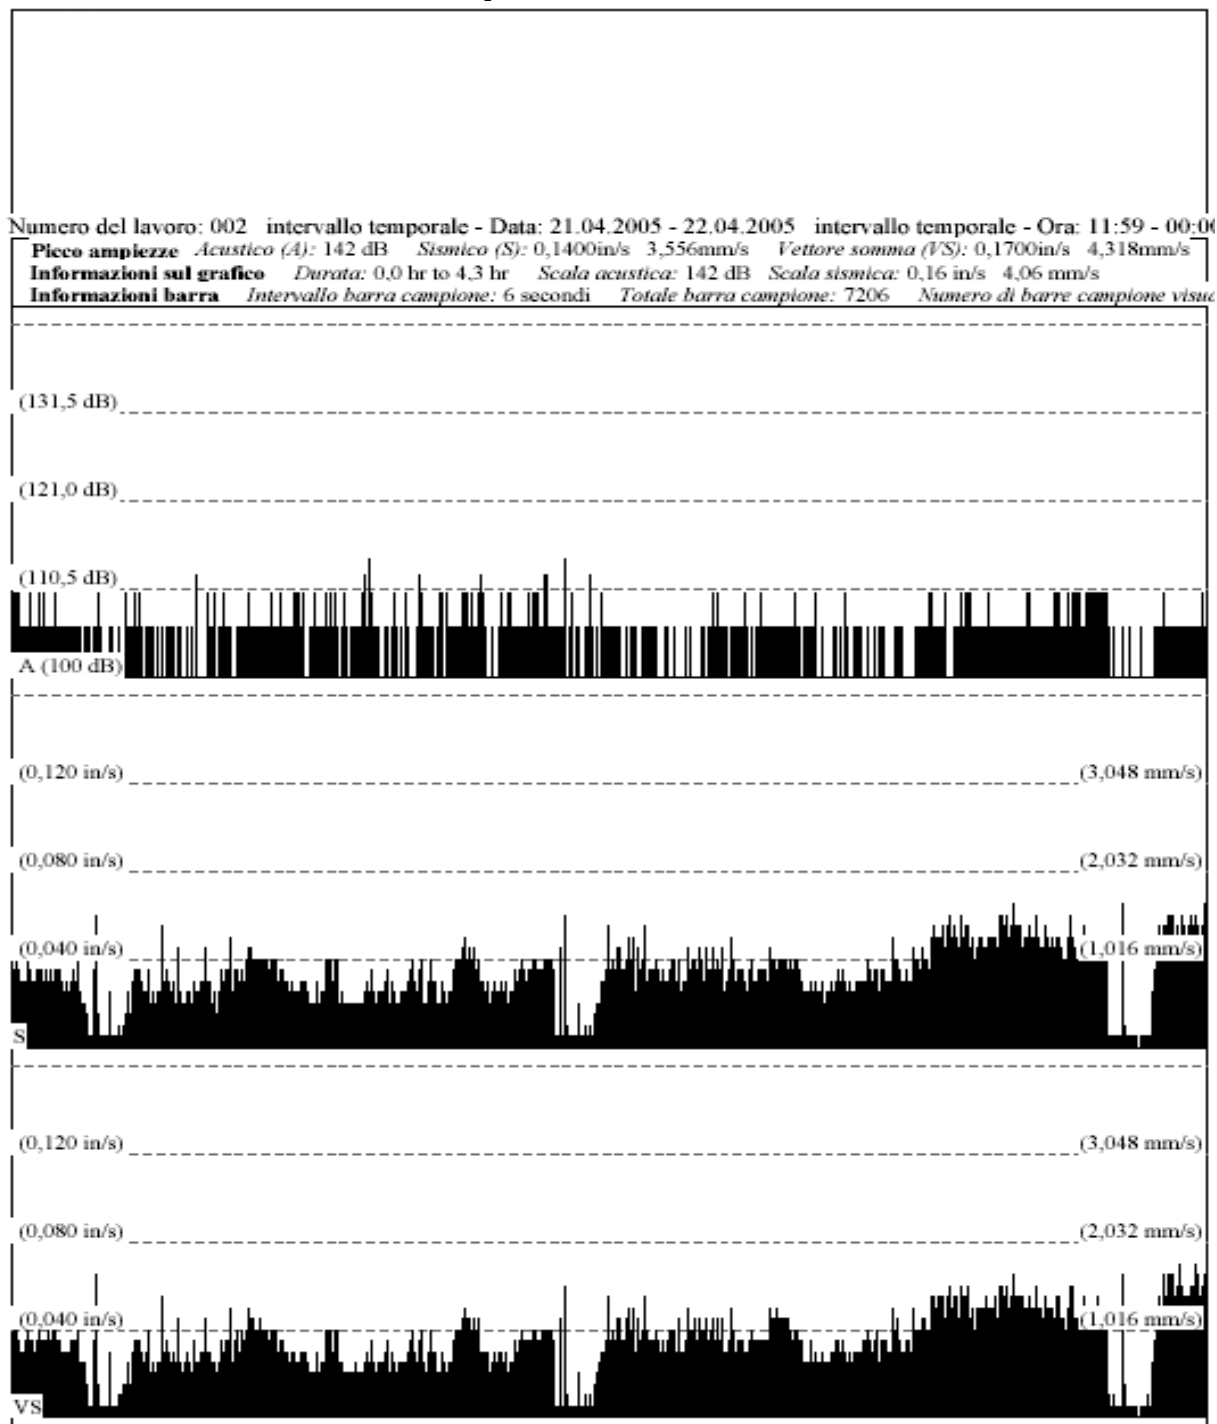 Numero del lavoro: 002 intervallo temporale - Data: 21.04.2005 - 22.04.2005 intervallo temporale - Ora: 11:59 - 00:00
Picco ampiezze Acustico (A): 142 dB Sismico (S): 0,1400in/s 3,556mm/s Vettore somma (VS): 0,1700in/s 4,318mm/s
Informazioni sul grafico Durata: 0,0 hr to 4,3 hr Scala acustica: 142 dB Scala sismica: 0,16 in/s 4,06 mm/s
Informazioni barra Intervallo barra campione: 6 secondi Totale barra campione: 7206 Numero di barre campione
(131,5 dB)
(121,0 dB)
(110,5 dB)
A (100 dB)
(0,120 in/s) (3,048 mm/s)
(0,080 in/s) (2,032 mm/s)
(0,040 in/s) (1,016 mm/s)
S
(0,120 in/s) (3,048 mm/s)
(0,080 in/s) (2,032 mm/s)
(0,040 in/s) (1,016 mm/s)
VS